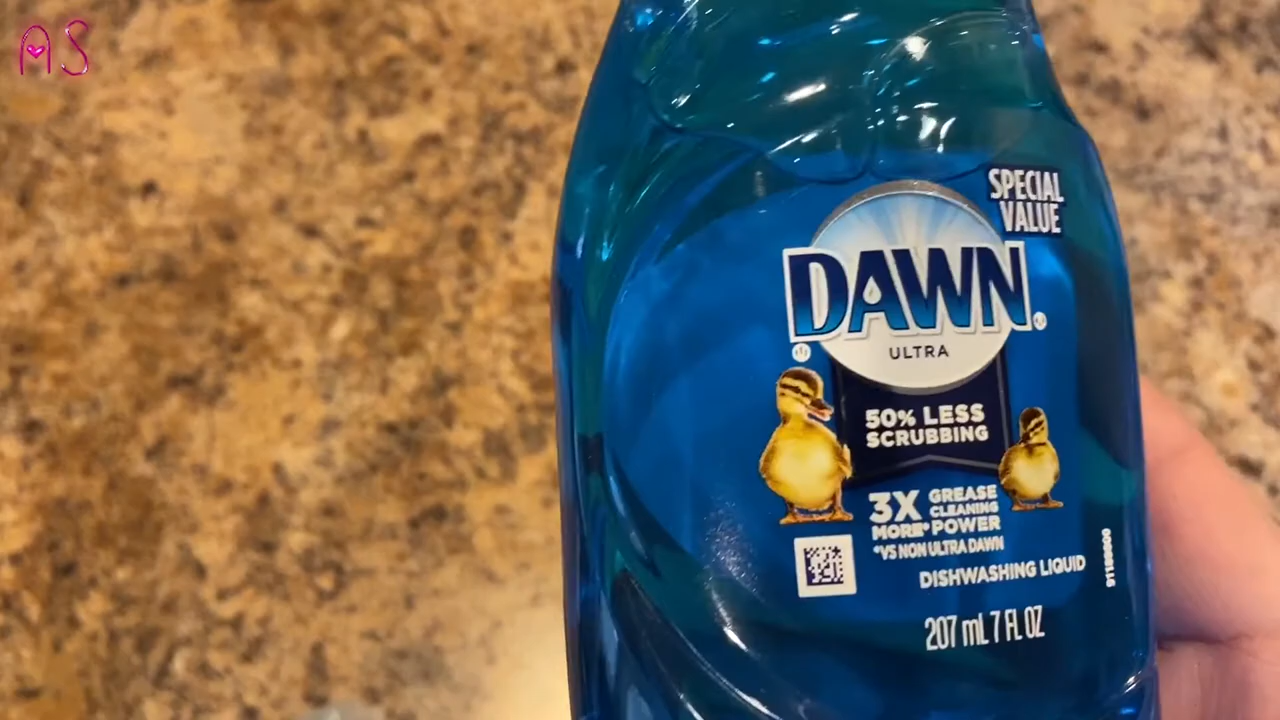 AS
SPECIAL
VALUE
DAWN
ULTRA
50% LESS
SCRUBBING
3X GREASE
CLEANING
MORE* POWER
*VS NON ULTRA DAWN
DISHWASHING LIQUID
207 mL 7 FL OZ